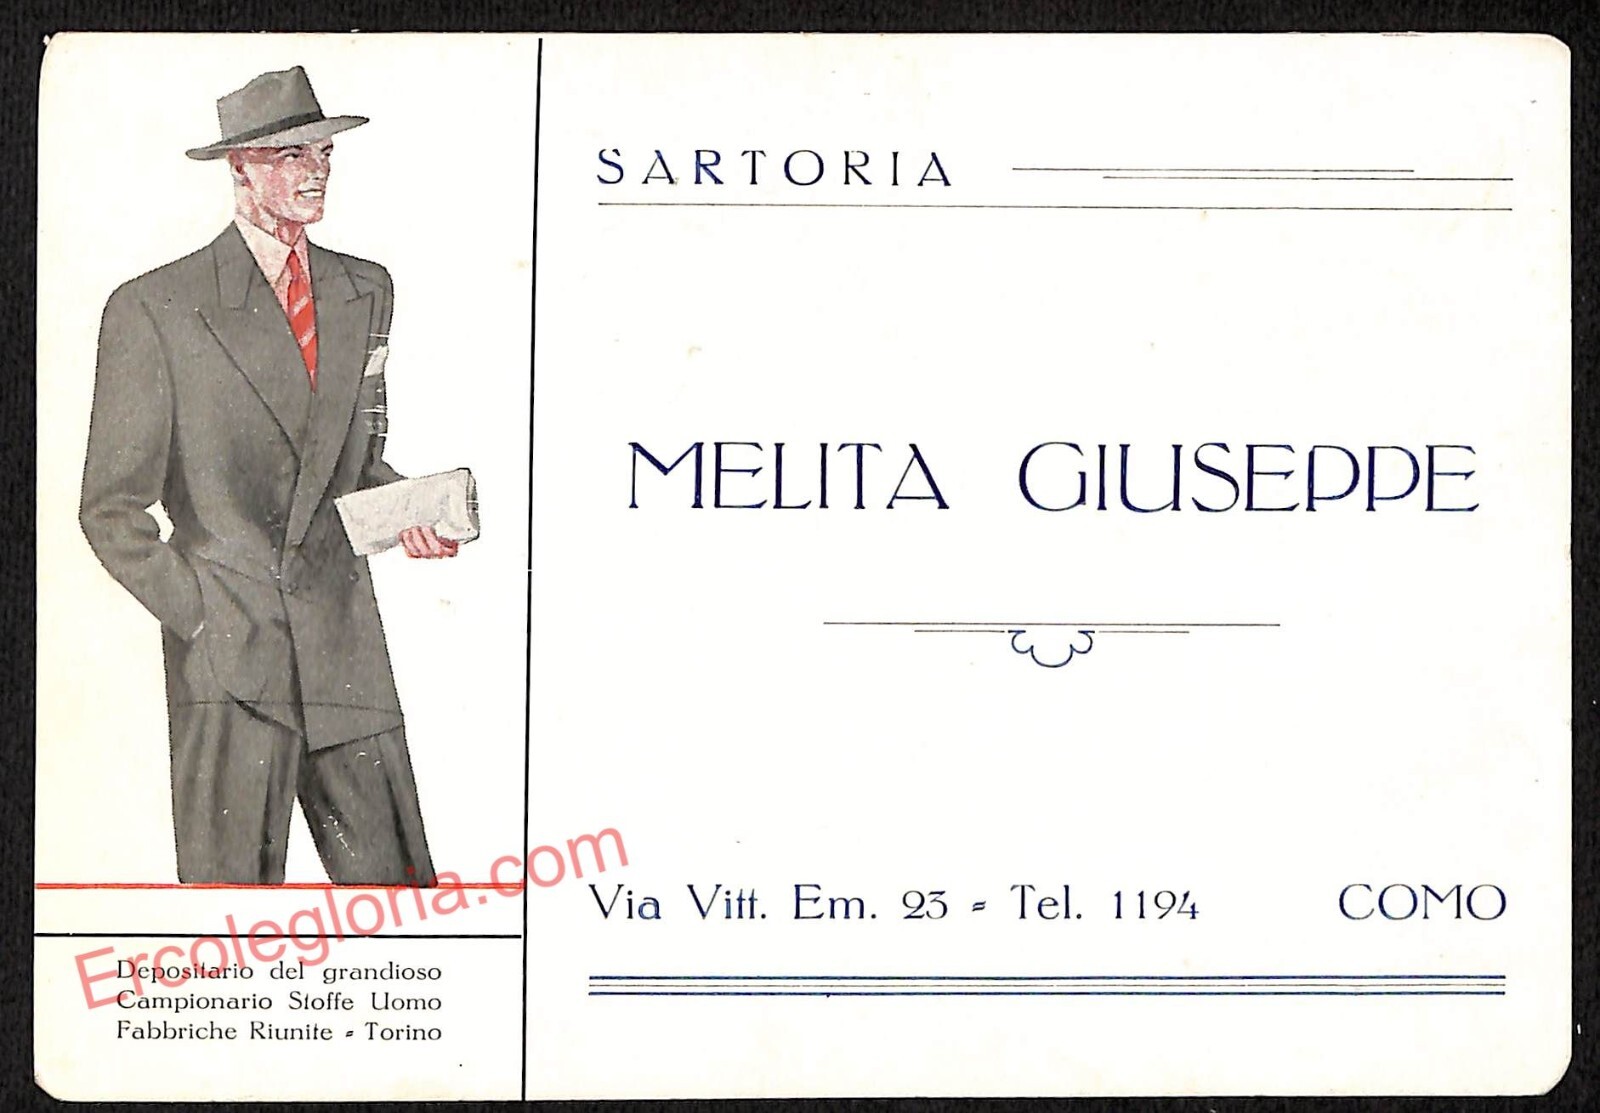 SARTORIA
MELITA GIUSEPPE
Via Vitt. Em. 23 - Tel. 1194 COMO
Depositario del grandioso
Campionario Stoffe Uomo
Fabbriche Riunite - Torino
Ercolegloria.com